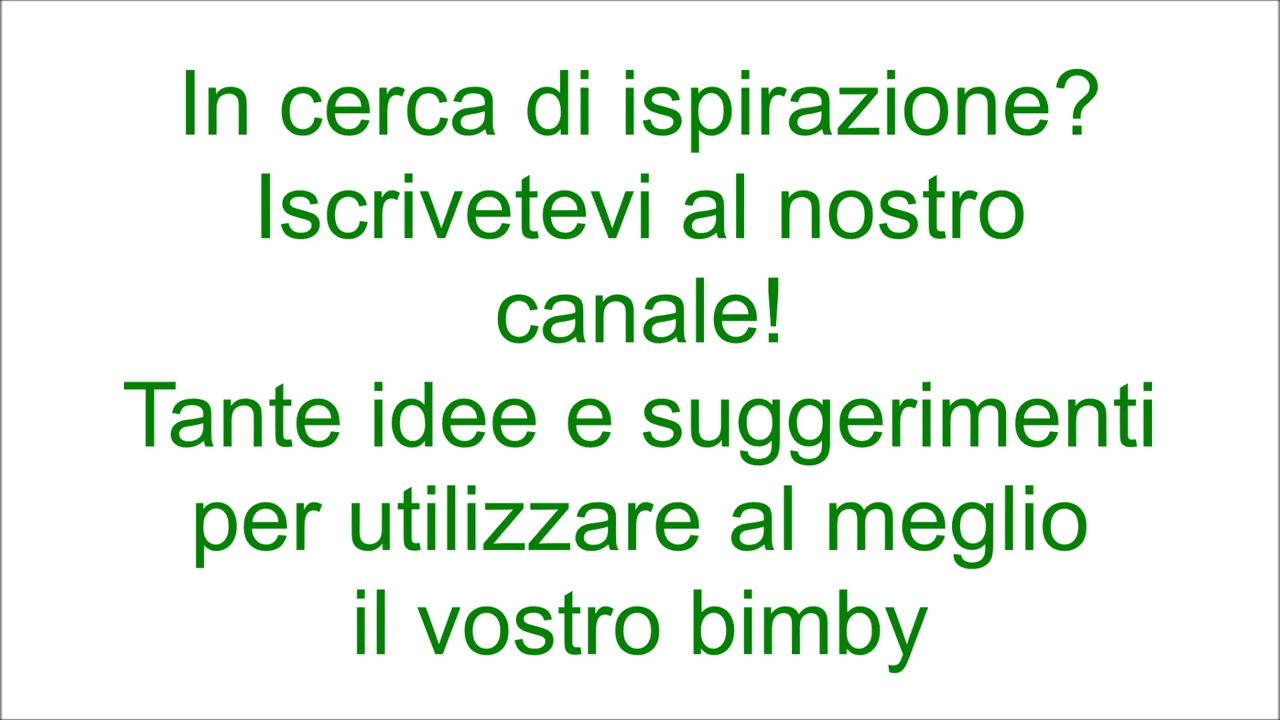 In cerca di ispirazione?
Iscrivetevi al nostro
canale!
Tante idee e suggerimenti
per utilizzare al meglio
il vostro bimby